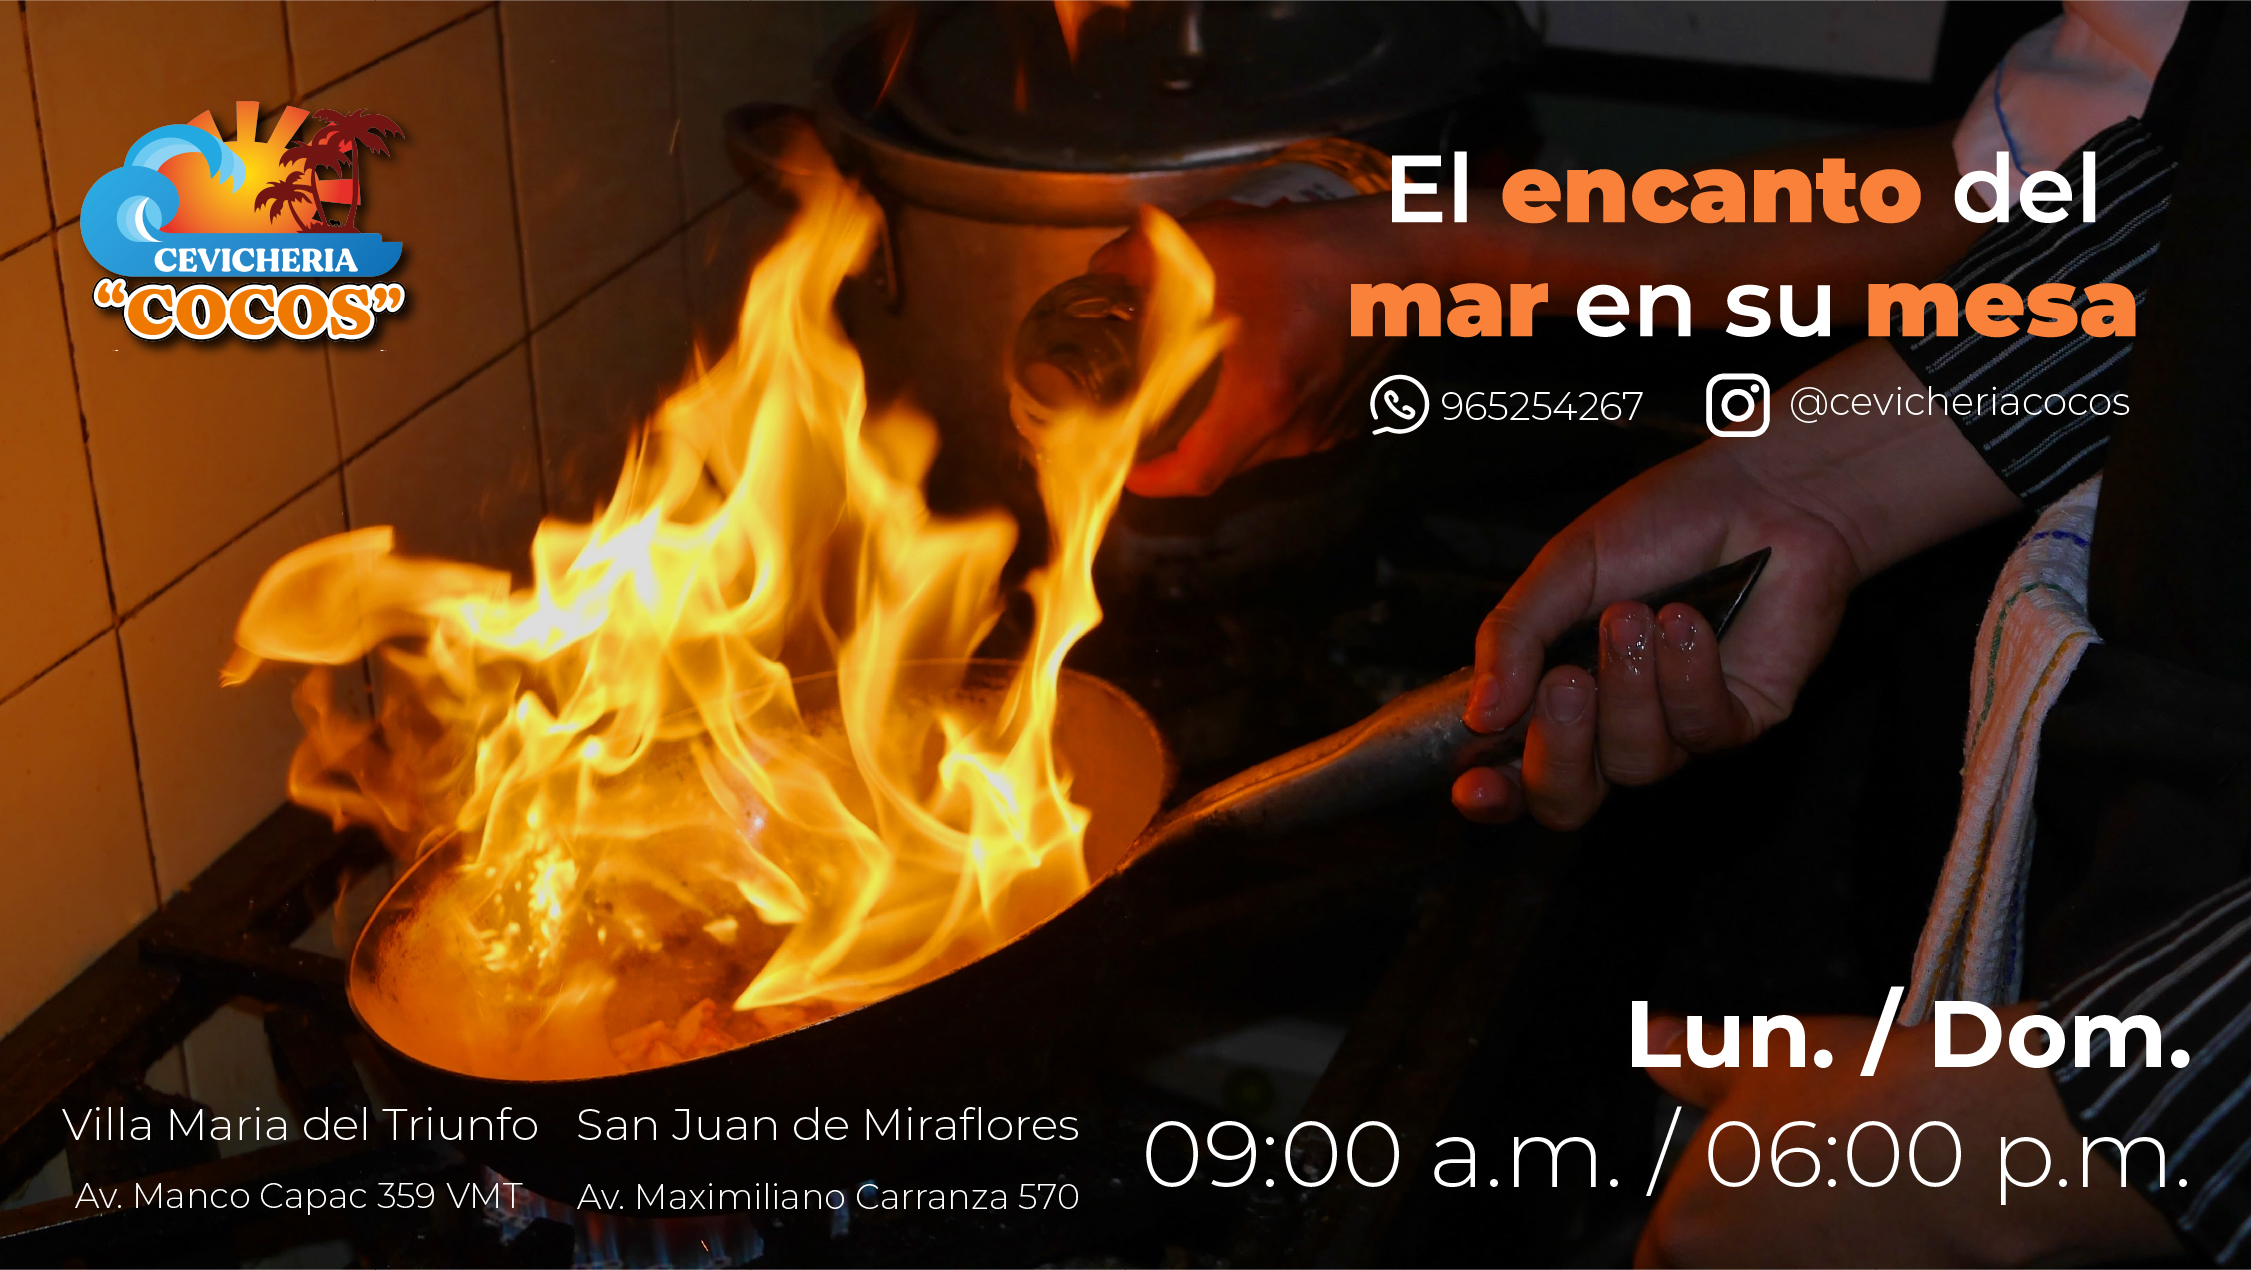 CEVICHERIA
“COCOS”
El encanto del
mar en su mesa
965254267
@cevicheriacocos
Lun. / Dom.
09:00 a.m. / 06:00 p.m.
Villa Maria del Triunfo
Av. Manco Capac 359 VMT
San Juan de Miraflores
Av. Maximiliano Carranza 570